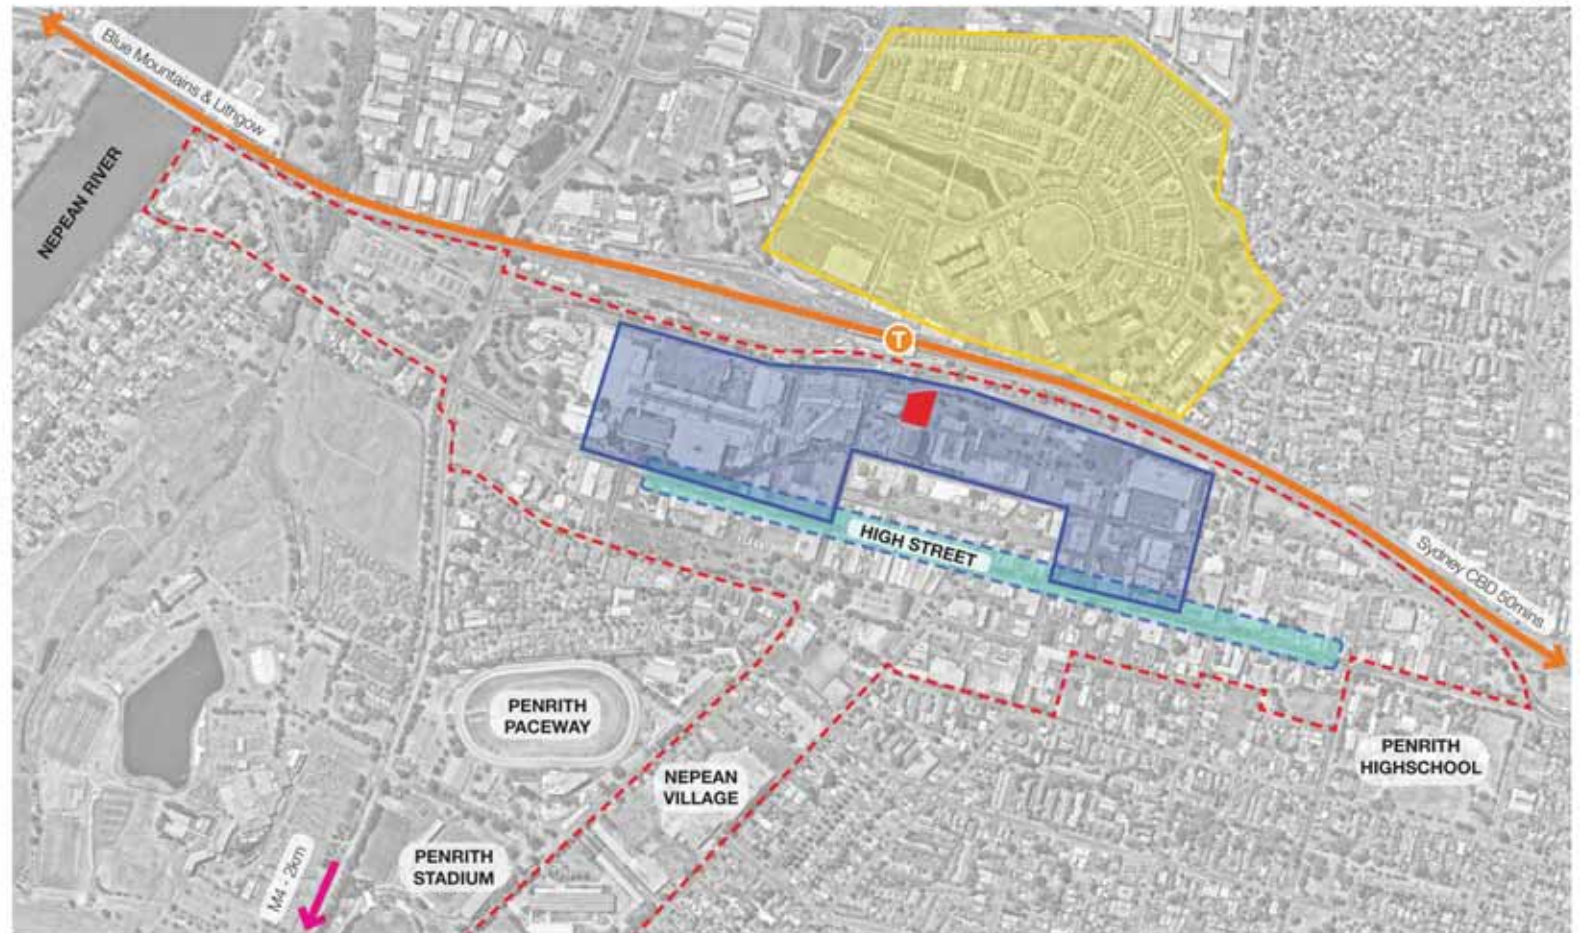 Blue Mountains & Lithgow
NEPEAN RIVER
T
HIGH STREET
Sydney CBD 50mins
PENRITH
PACEWAY
NEPEAN
VILLAGE
PENRITH
HIGHSCHOOL
PENRITH
STADIUM
M4 - 2km